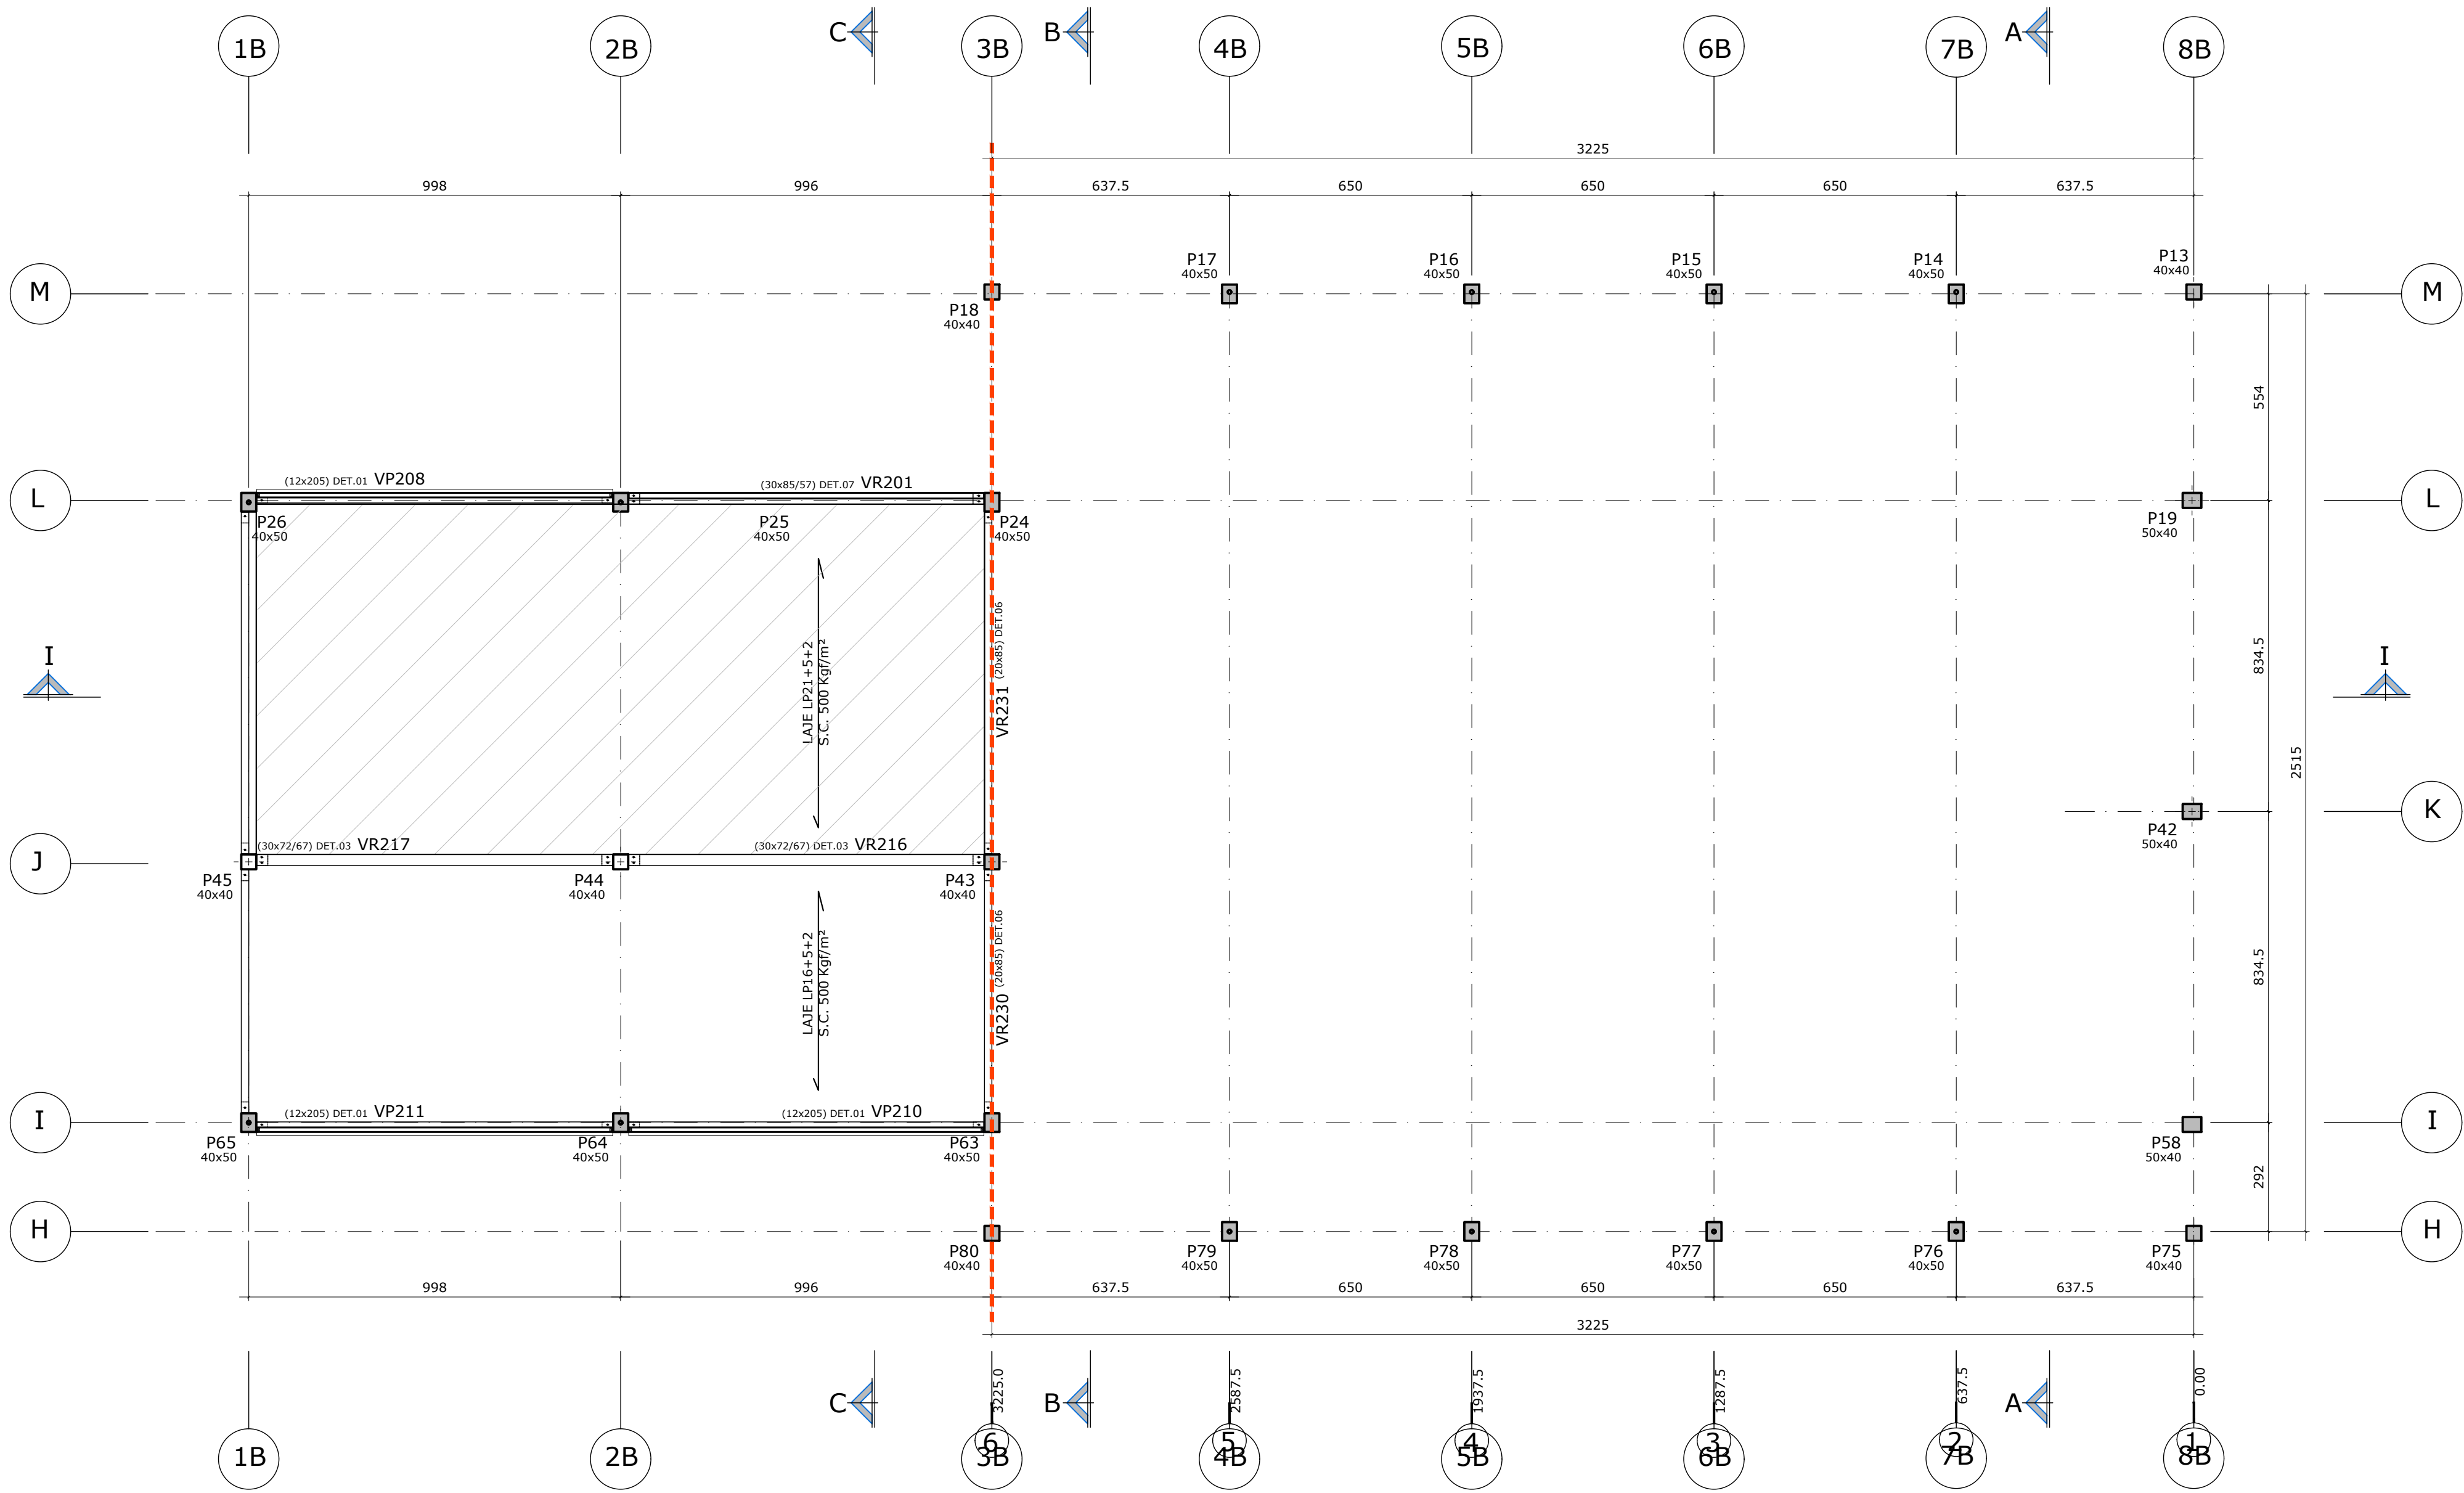 C
B
A
1B
2B
3B
4B
5B
6B
7B
8B
3225
998
996
637.5
650
650
650
637.5
P17
40x50
P16
40x50
P15
40x50
P14
40x50
P13
40x40
M
M
P18
40x40
554
(12x205) DET.01 VP208
(30x85/57) DET.07 VR201
L
L
P26
40x50
P25
40x50
P24
40x50
P19
50x40
I
I
LAJE LP21+5+2
S.C. 500 Kgf/m²
VR231 (20x85) DET.06
834.5
2515
K
P42
50x40
(30x72/67) DET.03 VR217
(30x72/67) DET.03 VR216
J
P45
40x40
P44
40x40
P43
40x40
LAJE LP16+5+2
S.C. 500 Kgf/m²
VR230 (20x85) DET.06
834.5
(12x205) DET.01 VP211
(12x205) DET.01 VP210
I
I
P65
40x50
P64
40x50
P63
40x50
P58
50x40
292
H
H
P80
40x40
P79
40x50
P78
40x50
P77
40x50
P76
40x50
P75
40x40
998
996
637.5
650
650
650
637.5
3225
3225.0
2587.5
1937.5
1287.5
637.5
0.00
C
B
A
6
5
4
3
2
1
1B
2B
3B
4B
5B
6B
7B
8B